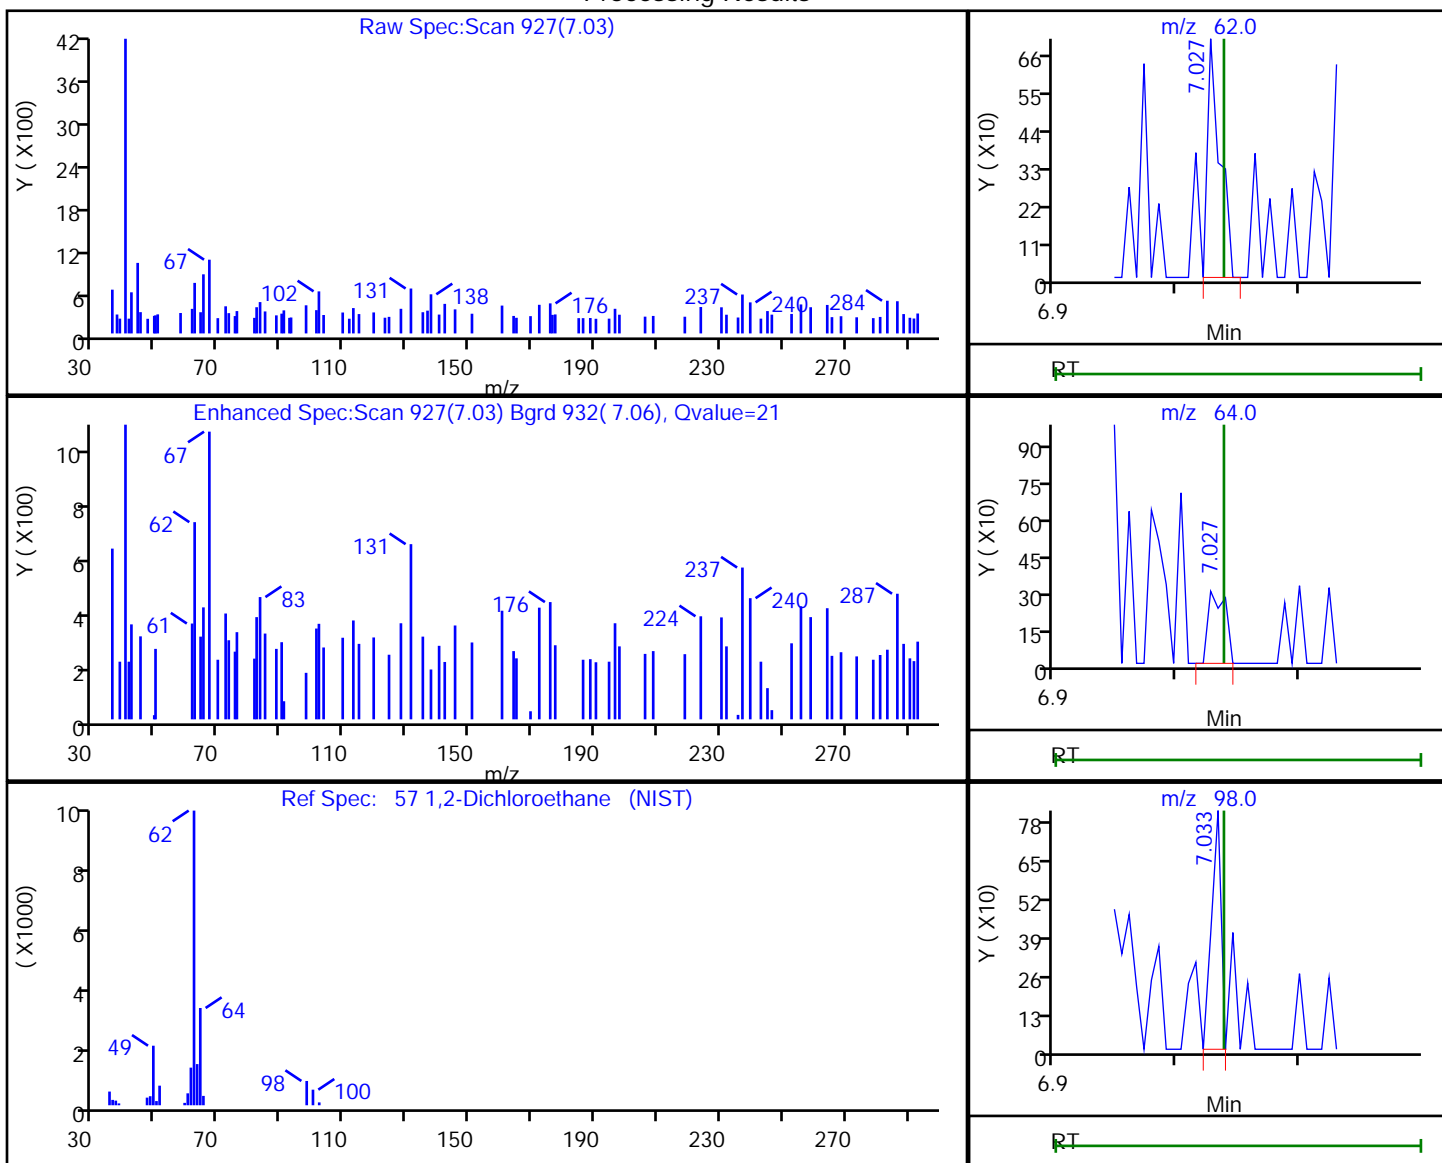 Processing Results
Raw Spec:Scan 927(7.03)
42
36
30
24
18
12
6
0
Y ( X100)
67
102
131
138
176
237
240
284
30 70 110 150 190 230 270
m/z
m/z 62.0
66
55
44
33
22
11
0
Y ( X10)
7.027
6.9
Min
RT
Enhanced Spec:Scan 927(7.03) Bgrd 932( 7.06), Qvalue=21
10
8
6
4
2
0
Y ( X100)
67
62
61
83
131
176
224
237
240
287
30 70 110 150 190 230 270
m/z
m/z 64.0
90
75
60
45
30
15
0
Y ( X10)
7.027
6.9
Min
RT
Ref Spec: 57 1,2-Dichloroethane (NIST)
10
8
6
4
2
0
( X1000)
62
64
49
98
100
30 70 110 150 190 230 270
m/z 98.0
78
65
52
39
26
13
0
Y ( X10)
7.033
6.9
Min
RT